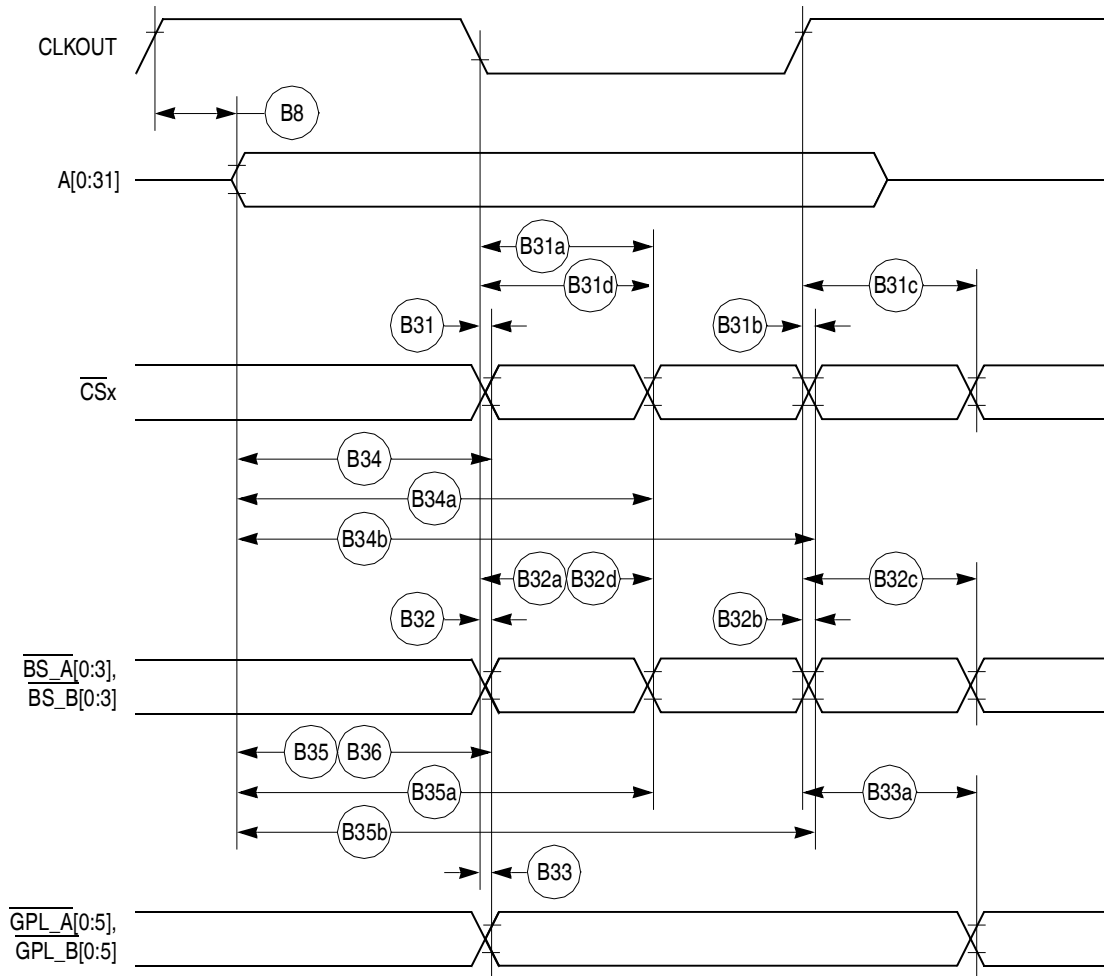 CLKOUT
B8
A[0:31]
B31a
B31d
B31c
B31
B31b
CSx
B34
B34a
B34b
B32a B32d
B32c
B32
B32b
BS_A[0:3],
BS_B[0:3]
B35 B36
B35a
B33a
B35b
B33
GPL_A[0:5],
GPL_B[0:5]